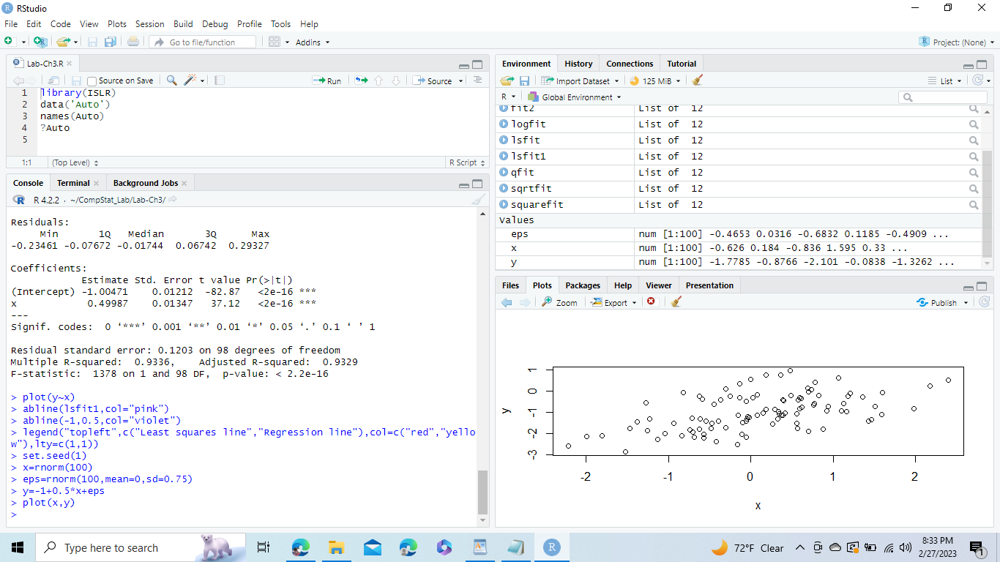 RStudio
File Edit Code View Plots Session Build Debug Profile Tools Help
Go to file/function Addins Project: (None)
Lab-Ch3.R
Source on Save Run Source
1 library(ISLR)
2 data('Auto')
3 names(Auto)
4 ?Auto
5
1:1 (Top Level) R Script
Console Terminal Background Jobs
R 4.2.2 · ~/CompStat_Lab/Lab-Ch3/
Residuals:
     Min       1Q   Median       3Q      Max
-0.23461 -0.07672 -0.01744  0.06742  0.29327
Coefficients:
            Estimate Std. Error t value Pr(>|t|)
(Intercept) -1.00471    0.01212  -82.87   <2e-16 ***
x            0.49987    0.01347   37.12   <2e-16 ***
---
Signif. codes:  0 ‘***’ 0.001 ‘**’ 0.01 ‘*’ 0.05 ‘.’ 0.1 ‘ ’ 1
Residual standard error: 0.1203 on 98 degrees of freedom
Multiple R-squared:  0.9336,    Adjusted R-squared:  0.9329
F-statistic:  1378 on 1 and 98 DF,  p-value: < 2.2e-16
> plot(y~x)
> abline(lsfit1,col="pink")
> abline(-1,0.5,col="violet")
> legend("topleft",c("Least squares line","Regression line"),col=c("red","yello
w"),lty=c(1,1))
> set.seed(1)
> x=rnorm(100)
> eps=rnorm(100,mean=0,sd=0.75)
> y=-1+0.5*x+eps
> plot(x,y)
>
Environment History Connections Tutorial
Import Dataset 125 MiB List
R Global Environment
fit2 List of 12
logfit List of 12
lsfit List of 12
lsfit1 List of 12
qfit List of 12
sqrtfit List of 12
squarefit List of 12
Values
eps num [1:100] -0.4653 0.0316 -0.6832 0.1185 -0.4909 ...
x num [1:100] -0.626 0.184 -0.836 1.595 0.33 ...
y num [1:100] -1.7785 -0.8766 -2.101 -0.0838 -1.3262 ...
Files Plots Packages Help Viewer Presentation
Zoom Export Publish
1
0
-1
-2
-3
y
-2 -1 0 1 2
x
Type here to search
72°F Clear
8:33 PM
2/27/2023
1